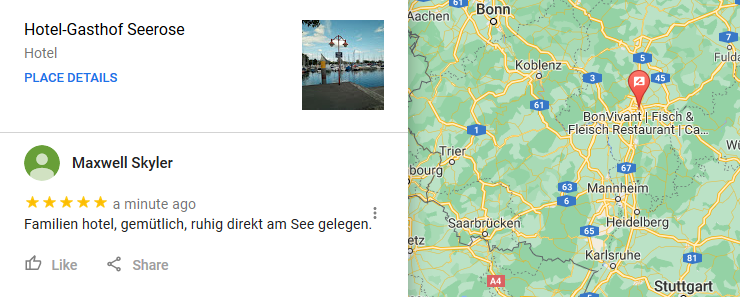 Hotel-Gasthof Seerose
Hotel
PLACE DETAILS
Maxwell Skyler
a minute ago
Familien hotel, gemütlich, ruhig direkt am See gelegen.
Like
Share
Bonn
Aachen
7
5
Koblenz
3
45
Fulda
61
BonVivant | Fisch &
Fleisch Restaurant | Ca...
1
Trier
bourg
67
63
Mannheim
6
Saarbrücken
65
Heidelberg
etz
Karlsruhe
81
A4
Stuttgart